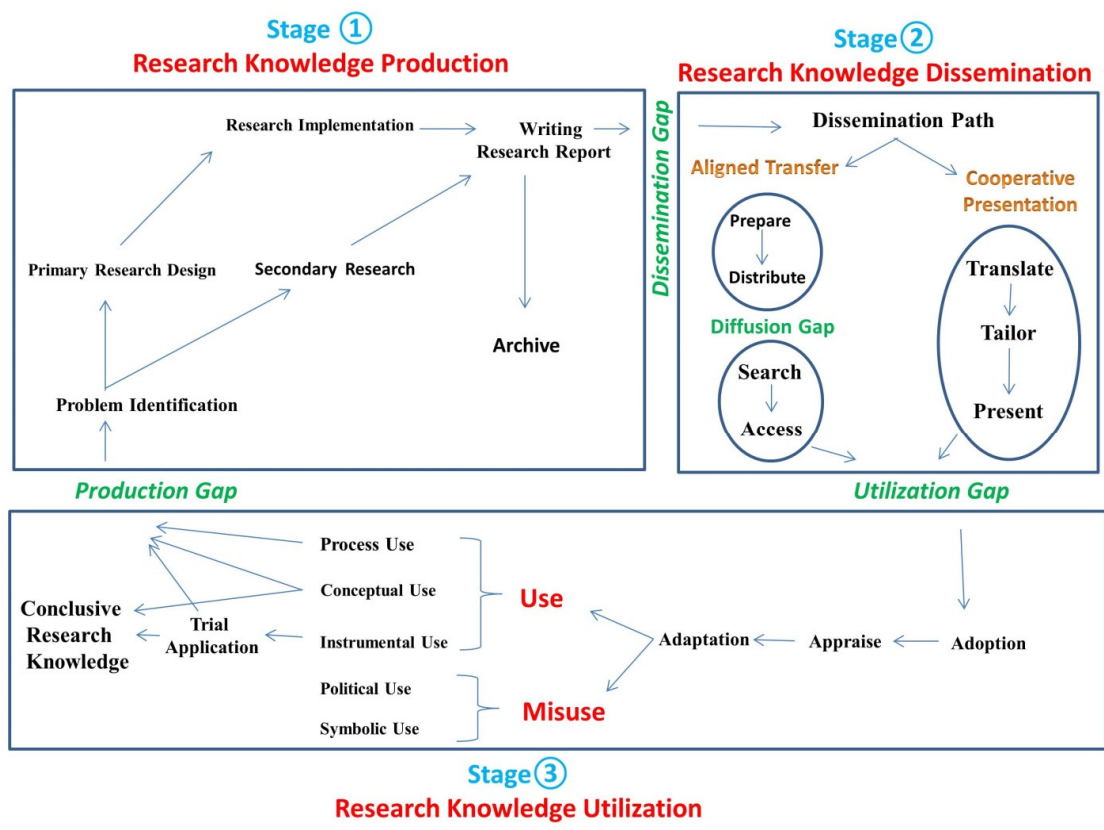 Stage ①
Research Knowledge Production
Stage ②
Research Knowledge Dissemination
Research Implementation
Writing
Research Report
Primary Research Design
Secondary Research
Archive
Problem Identification
Dissemination Gap
Dissemination Path
Aligned Transfer
Cooperative
Presentation
Prepare
Distribute
Diffusion Gap
Search
Access
Translate
Tailor
Present
Production Gap
Utilization Gap
Process Use
Conceptual Use
Instrumental Use
Political Use
Symbolic Use
Conclusive
Research
Knowledge
Trial
Application
Use
Misuse
Adaptation
Appraise
Adoption
Stage ③
Research Knowledge Utilization